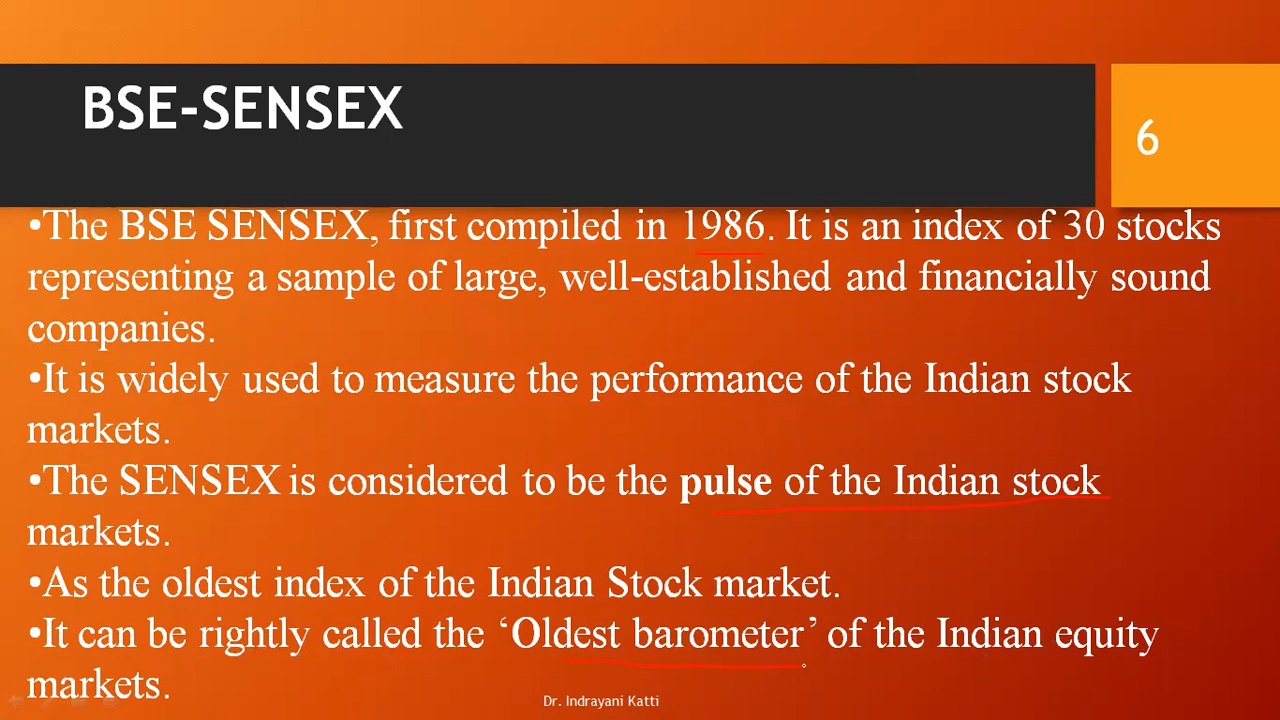 BSE-SENSEX
6
•The BSE SENSEX, first compiled in 1986. It is an index of 30 stocks
representing a sample of large, well-established and financially sound
companies.
•It is widely used to measure the performance of the Indian stock
markets.
•The SENSEX is considered to be the pulse of the Indian stock
markets.
•As the oldest index of the Indian Stock market.
•It can be rightly called the ‘Oldest barometer’ of the Indian equity
markets.
Dr. Indrayani Katti